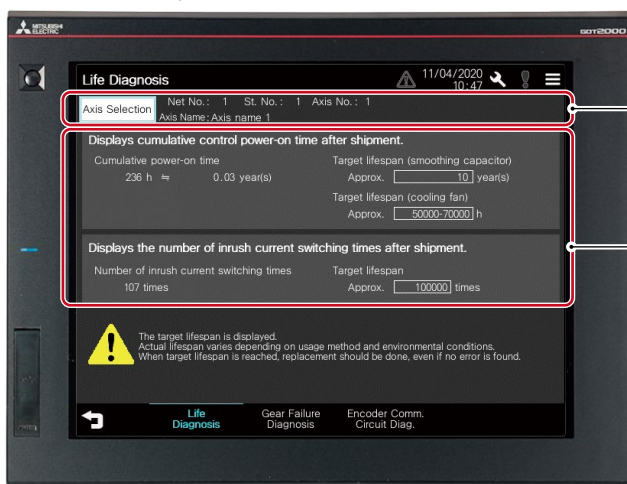 MITSUBISHI
ELECTRIC
GOT2000
Life Diagnosis
11/04/2020
10:47
Axis Selection
Net No.: 1 St. No.: 1 Axis No.: 1
Axis Name:Axis name 1
Displays cumulative control power-on time after shipment.
Cumulative power-on time
Target lifespan (smoothing capacitor)
236 h ≒ 0.03 year(s)
Approx. 10 year(s)
Target lifespan (cooling fan)
Approx. 50000-70000 h
Displays the number of inrush current switching times after shipment.
Number of inrush current switching times
Target lifespan
107 times
Approx. 100000 times
The target lifespan is displayed.
Actual lifespan varies depending on usage method and environmental conditions.
When target lifespan is reached, replacement should be done, even if no error is found.
Life
Diagnosis
Gear Failure
Diagnosis
Encoder Comm.
Circuit Diag.